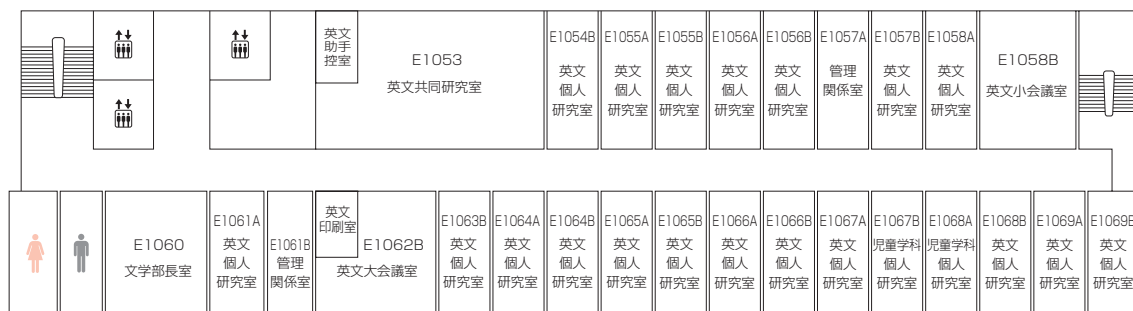 英文
助手
控室
E1053
英文共同研究室
E1054B
英文
個人
研究室
E1055A
英文
個人
研究室
E1055B
英文
個人
研究室
E1056A
英文
個人
研究室
E1056B
英文
個人
研究室
E1057A
管理
関係室
E1057B
英文
個人
研究室
E1058A
英文
個人
研究室
E1058B
英文小会議室
E1060
文学部長室
E1061A
英文
個人
研究室
E1061B
管理
関係室
英文
印刷室
E1062B
英文大会議室
E1063B
英文
個人
研究室
E1064A
英文
個人
研究室
E1064B
英文
個人
研究室
E1065A
英文
個人
研究室
E1065B
英文
個人
研究室
E1066A
英文
個人
研究室
E1066B
英文
個人
研究室
E1067A
英文
個人
研究室
E1067B
児童学科
個人
研究室
E1068A
児童学科
個人
研究室
E1068B
英文
個人
研究室
E1069A
英文
個人
研究室
E1069B
英文
個人
研究室